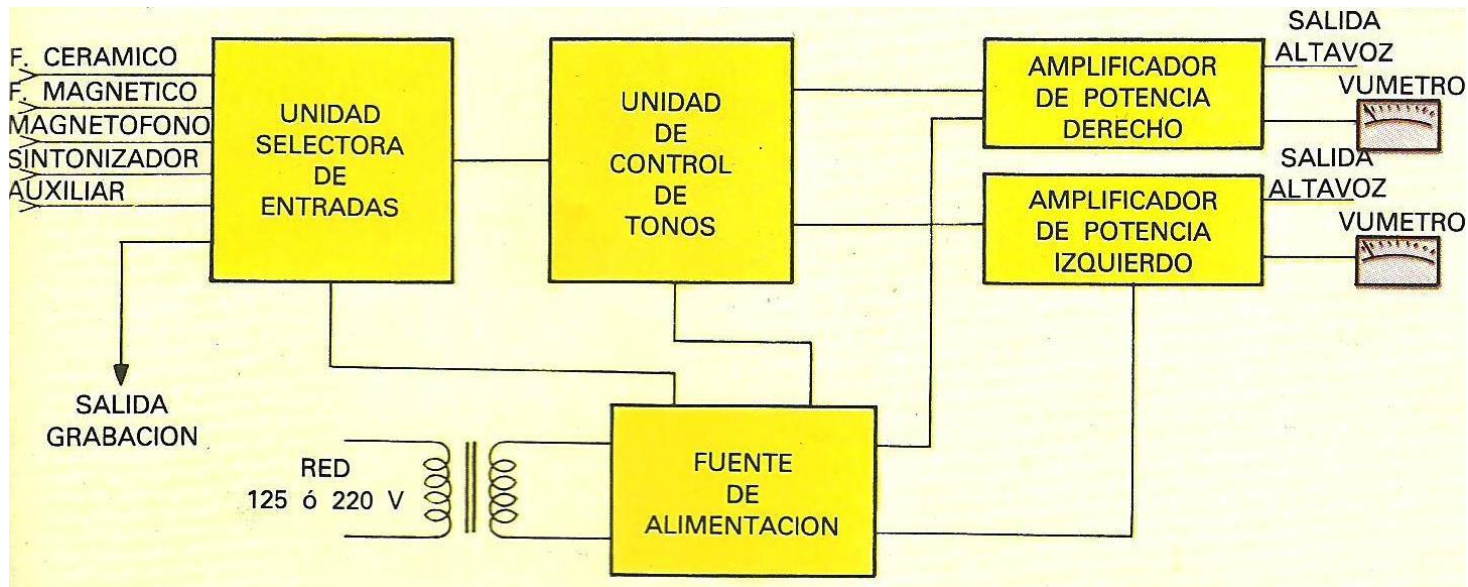 F. CERAMICO
F. MAGNETICO
MAGNETOFONO
SINTONIZADOR
AUXILIAR
UNIDAD
SELECTORA
DE
ENTRADAS
UNIDAD
DE
CONTROL
DE
TONOS
AMPLIFICADOR
DE POTENCIA
DERECHO
SALIDA
ALTAVOZ
VUMETRO
AMPLIFICADOR
DE POTENCIA
IZQUIERDO
SALIDA
ALTAVOZ
VUMETRO
SALIDA
GRABACION
RED
125 ó 220 V
FUENTE
DE
ALIMENTACION